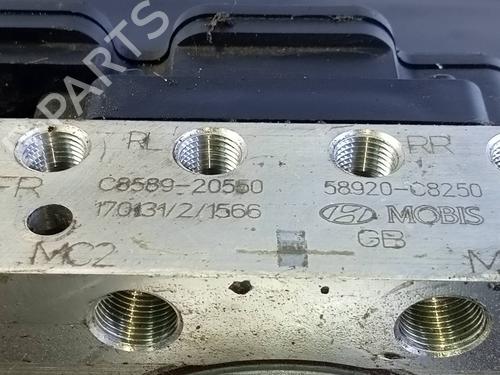 PARTS
RL
RR
FR
C8589-20550
58920-C8250
170131/2/1566
MOBIS
GB
MC2
M